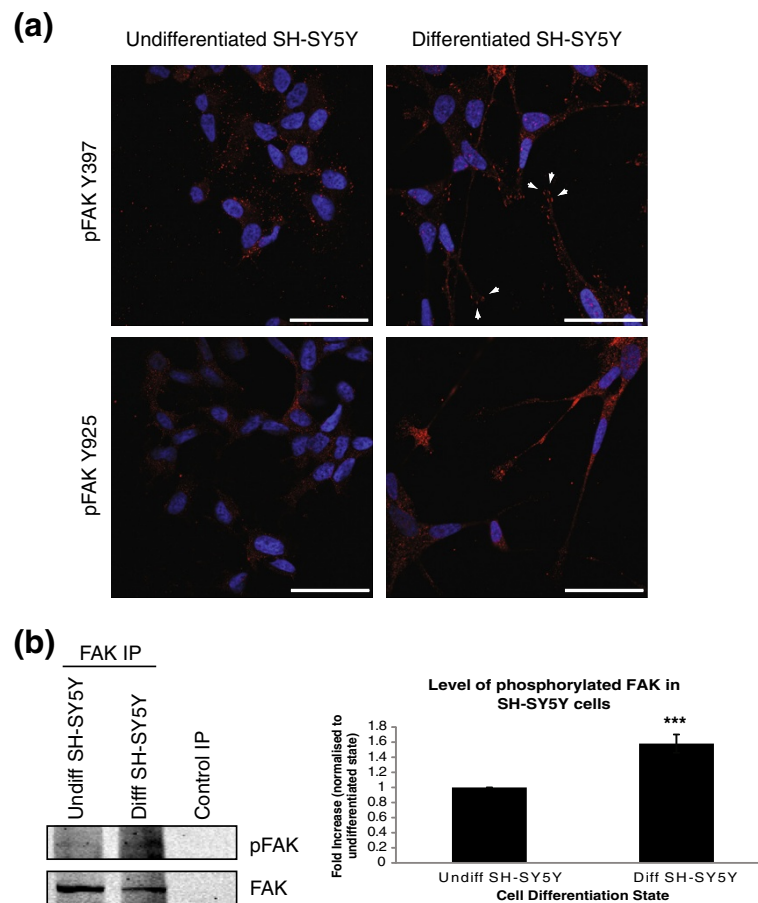 (a)
Undifferentiated SH-SY5Y
Differentiated SH-SY5Y
pFAK Y397
pFAK Y925
(b)
FAK IP
Undiff SH-SY5Y
Difff SH-SY5Y
Control IP
pFAK
FAK
Level of phosphorylated FAK in
SH-SY5Y cells
Fold Increase (normalised to
undifferentiated state)
1.8
1.6
1.4
1.2
1
0.8
0.6
0.4
0.2
0
***
Undiff SH-SY5Y
Diff SH-SY5Y
Cell Differentiation State